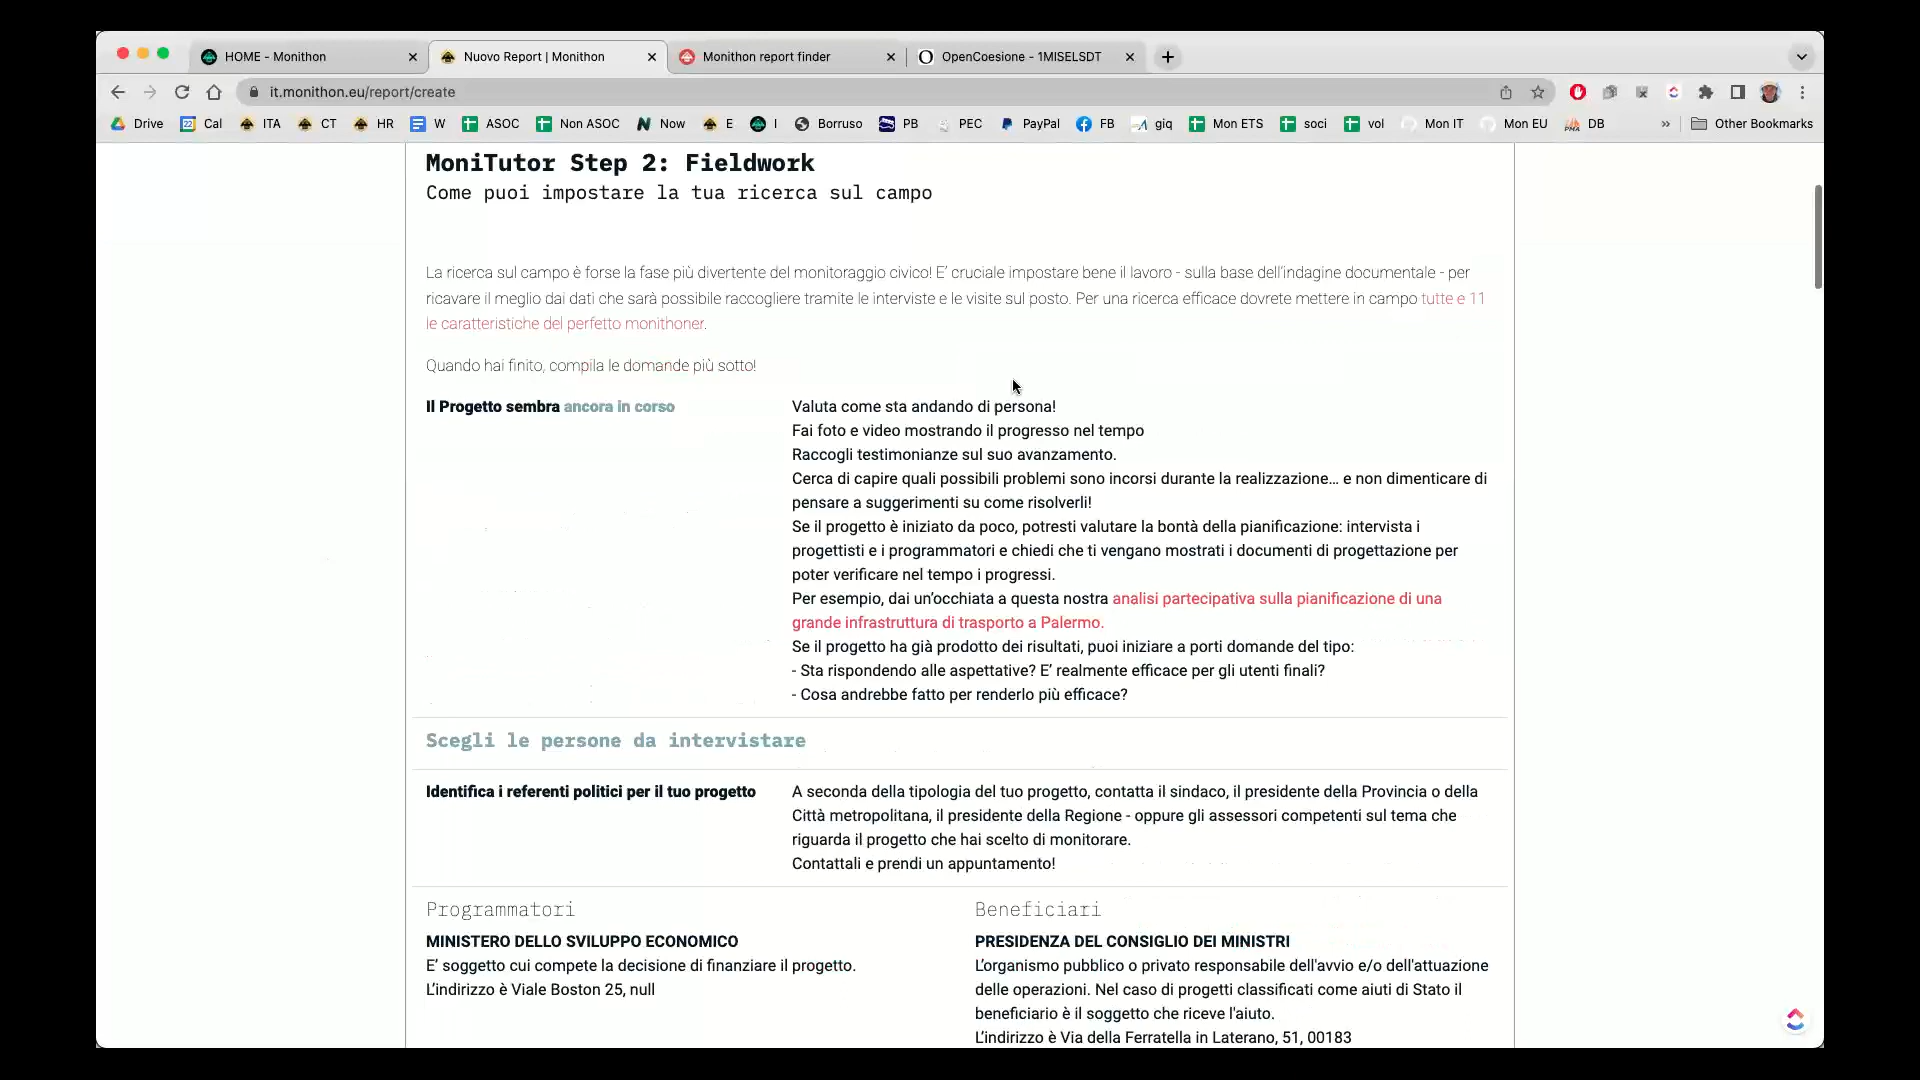 HOME - Monithon
Nuovo Report | Monithon
Monithon report finder
OpenCoesione - 1MISELSDT
it.monithon.eu/report/create
Drive 22 Cal ITA CT HR W ASOC Non ASOC Now E I Borruso PB PEC PayPal FB giq Mon ETS soci vol Mon IT Mon EU DB » Other Bookmarks
MoniTutor Step 2: Fieldwork
Come puoi impostare la tua ricerca sul campo
La ricerca sul campo è forse la fase più divertente del monitoraggio civico! E’ cruciale impostare bene il lavoro - sulla base dell’indagine documentale - per
ricavare il meglio dai dati che sarà possibile raccogliere tramite le interviste e le visite sul posto. Per una ricerca efficace dovrete mettere in campo tutte e 11
le caratteristiche del perfetto monithoner.
Quando hai finito, compila le domande più sotto!
Il Progetto sembra ancora in corso
Valuta come sta andando di persona!
Fai foto e video mostrando il progresso nel tempo
Raccogli testimonianze sul suo avanzamento.
Cerca di capire quali possibili problemi sono incorsi durante la realizzazione... e non dimenticare di
pensare a suggerimenti su come risolverli!
Se il progetto è iniziato da poco, potresti valutare la bontà della pianificazione: intervista i
progettisti e i programmatori e chiedi che ti vengano mostrati i documenti di progettazione per
poter verificare nel tempo i progressi.
Per esempio, dai un’occhiata a questa nostra analisi partecipativa sulla pianificazione di una
grande infrastruttura di trasporto a Palermo.
Se il progetto ha già prodotto dei risultati, puoi iniziare a porti domande del tipo:
- Sta rispondendo alle aspettative? E’ realmente efficace per gli utenti finali?
- Cosa andrebbe fatto per renderlo più efficace?
Scegli le persone da intervistare
Identifica i referenti politici per il tuo progetto
A seconda della tipologia del tuo progetto, contatta il sindaco, il presidente della Provincia o della
Città metropolitana, il presidente della Regione - oppure gli assessori competenti sul tema che
riguarda il progetto che hai scelto di monitorare.
Contattali e prendi un appuntamento!
Programmatori
MINISTERO DELLO SVILUPPO ECONOMICO
E’ soggetto cui compete la decisione di finanziare il progetto.
L’indirizzo è Viale Boston 25, null
Beneficiari
PRESIDENZA DEL CONSIGLIO DEI MINISTRI
L’organismo pubblico o privato responsabile dell'avvio e/o dell'attuazione
delle operazioni. Nel caso di progetti classificati come aiuti di Stato il
beneficiario è il soggetto che riceve l'aiuto.
L’indirizzo è Via della Ferratella in Laterano, 51, 00183